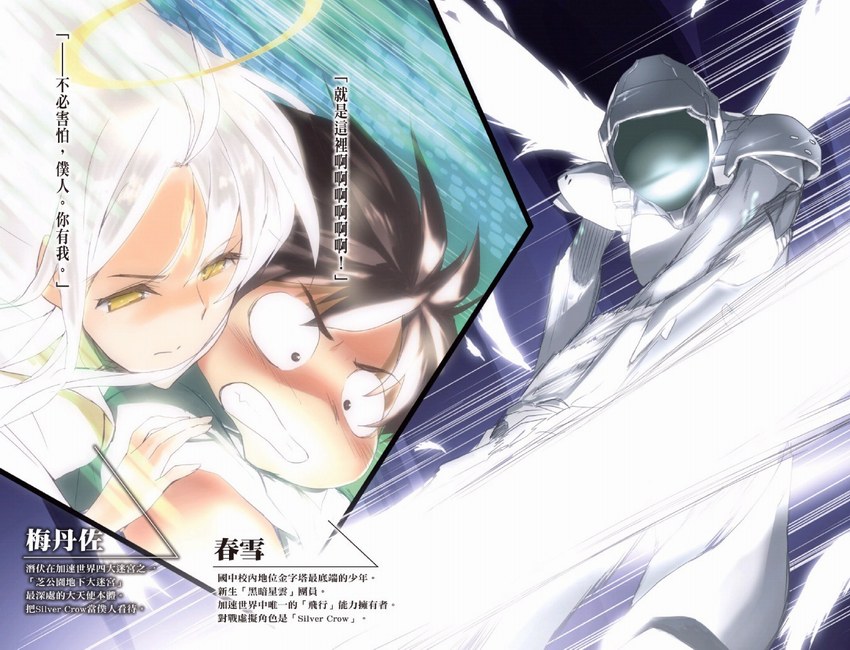 「就是這裡啊啊啊啊啊啊！」
「——不必害怕，僕人。你有我。」
梅丹佐
潛伏在加速世界四大迷宮之一
「芝公園地下大迷宮」
最深處的大天使本體。
把Silver Crow當僕人看待。
春雪
國中校內地位金字塔最底端的少年。
新生「黑暗星雲」團員。
加速世界中唯一的「飛行」能力擁有者。
對戰虛擬角色是「Silver Crow」。